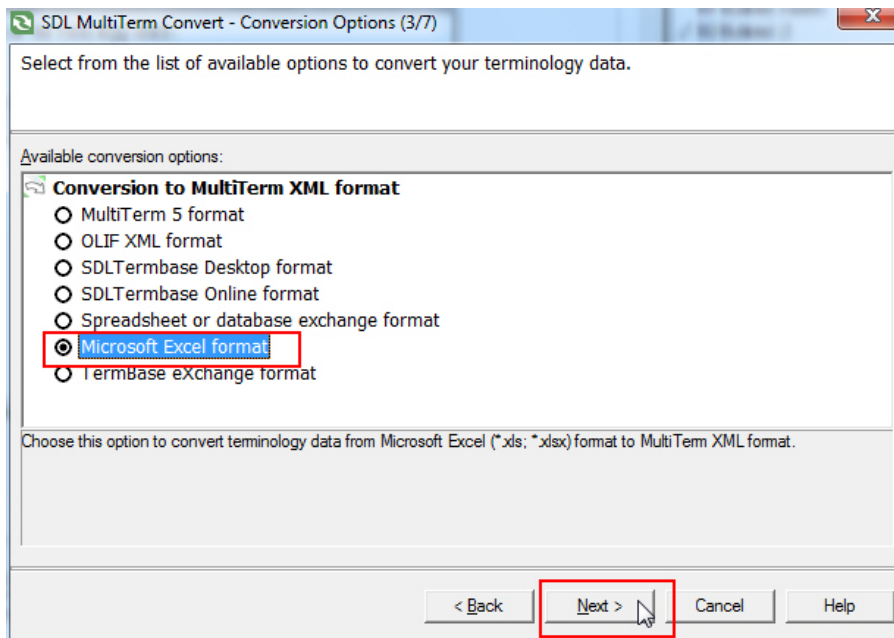 SDL MultiTerm Convert - Conversion Options (3/7)
Select from the list of available options to convert your terminology data.
Available conversion options:
Conversion to MultiTerm XML format
MultiTerm 5 format
OLIF XML format
SDLTermbase Desktop format
SDLTermbase Online format
Spreadsheet or database exchange format
Microsoft Excel format
TermBase eXchange format
Choose this option to convert terminology data from Microsoft Excel (*.xls; *.xlsx) format to MultiTerm XML format.
< Back Next > Cancel Help